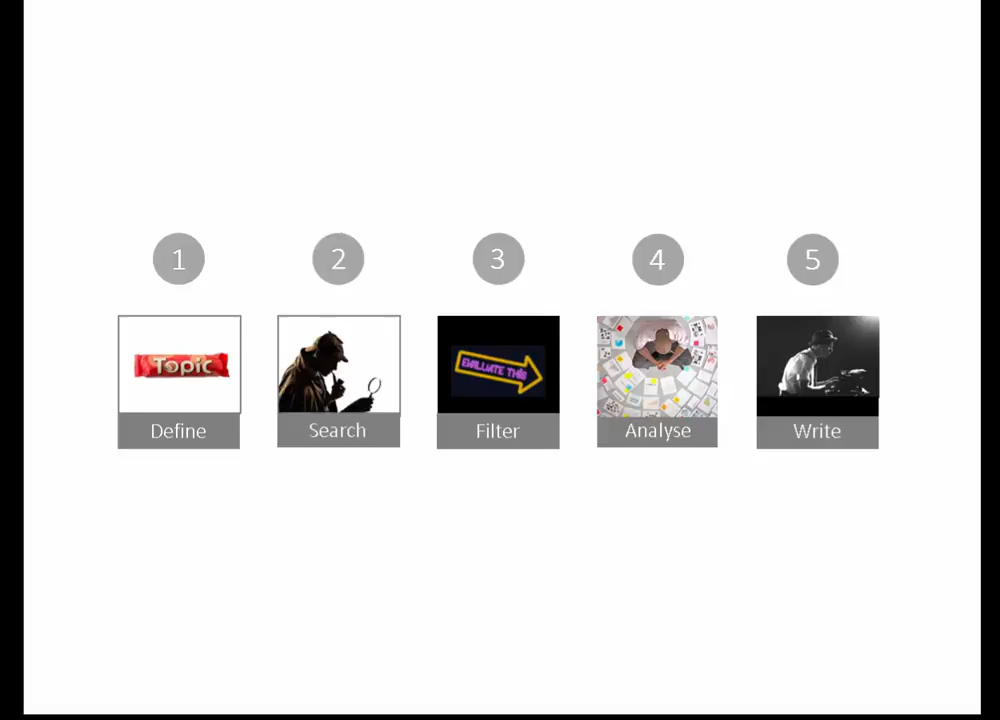 1 2 3 4 5
Topic
EVALUATE THIS
Define Search Filter Analyse Write